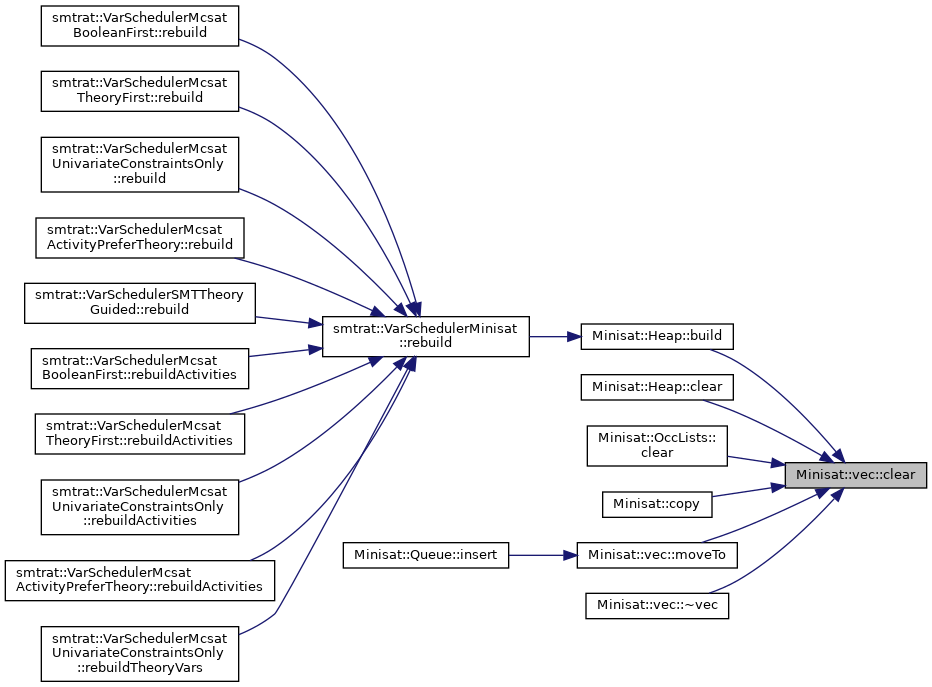 smtrat::VarSchedulerMcsat
BooleanFirst::rebuild
smtrat::VarSchedulerMcsat
TheoryFirst::rebuild
smtrat::VarSchedulerMcsat
UnivariateConstraintsOnly
::rebuild
smtrat::VarSchedulerMcsat
ActivityPreferTheory::rebuild
smtrat::VarSchedulerSMTTheory
Guided::rebuild
smtrat::VarSchedulerMcsat
BooleanFirst::rebuildActivities
smtrat::VarSchedulerMcsat
TheoryFirst::rebuildActivities
smtrat::VarSchedulerMcsat
UnivariateConstraintsOnly
::rebuildActivities
smtrat::VarSchedulerMcsat
ActivityPreferTheory::rebuildActivities
smtrat::VarSchedulerMcsat
UnivariateConstraintsOnly
::rebuildTheoryVars
smtrat::VarSchedulerMinisat
::rebuild
Minisat::Queue::insert
Minisat::Heap::build
Minisat::Heap::clear
Minisat::OccLists::
clear
Minisat::copy
Minisat::vec::moveTo
Minisat::vec::~vec
Minisat::vec::clear